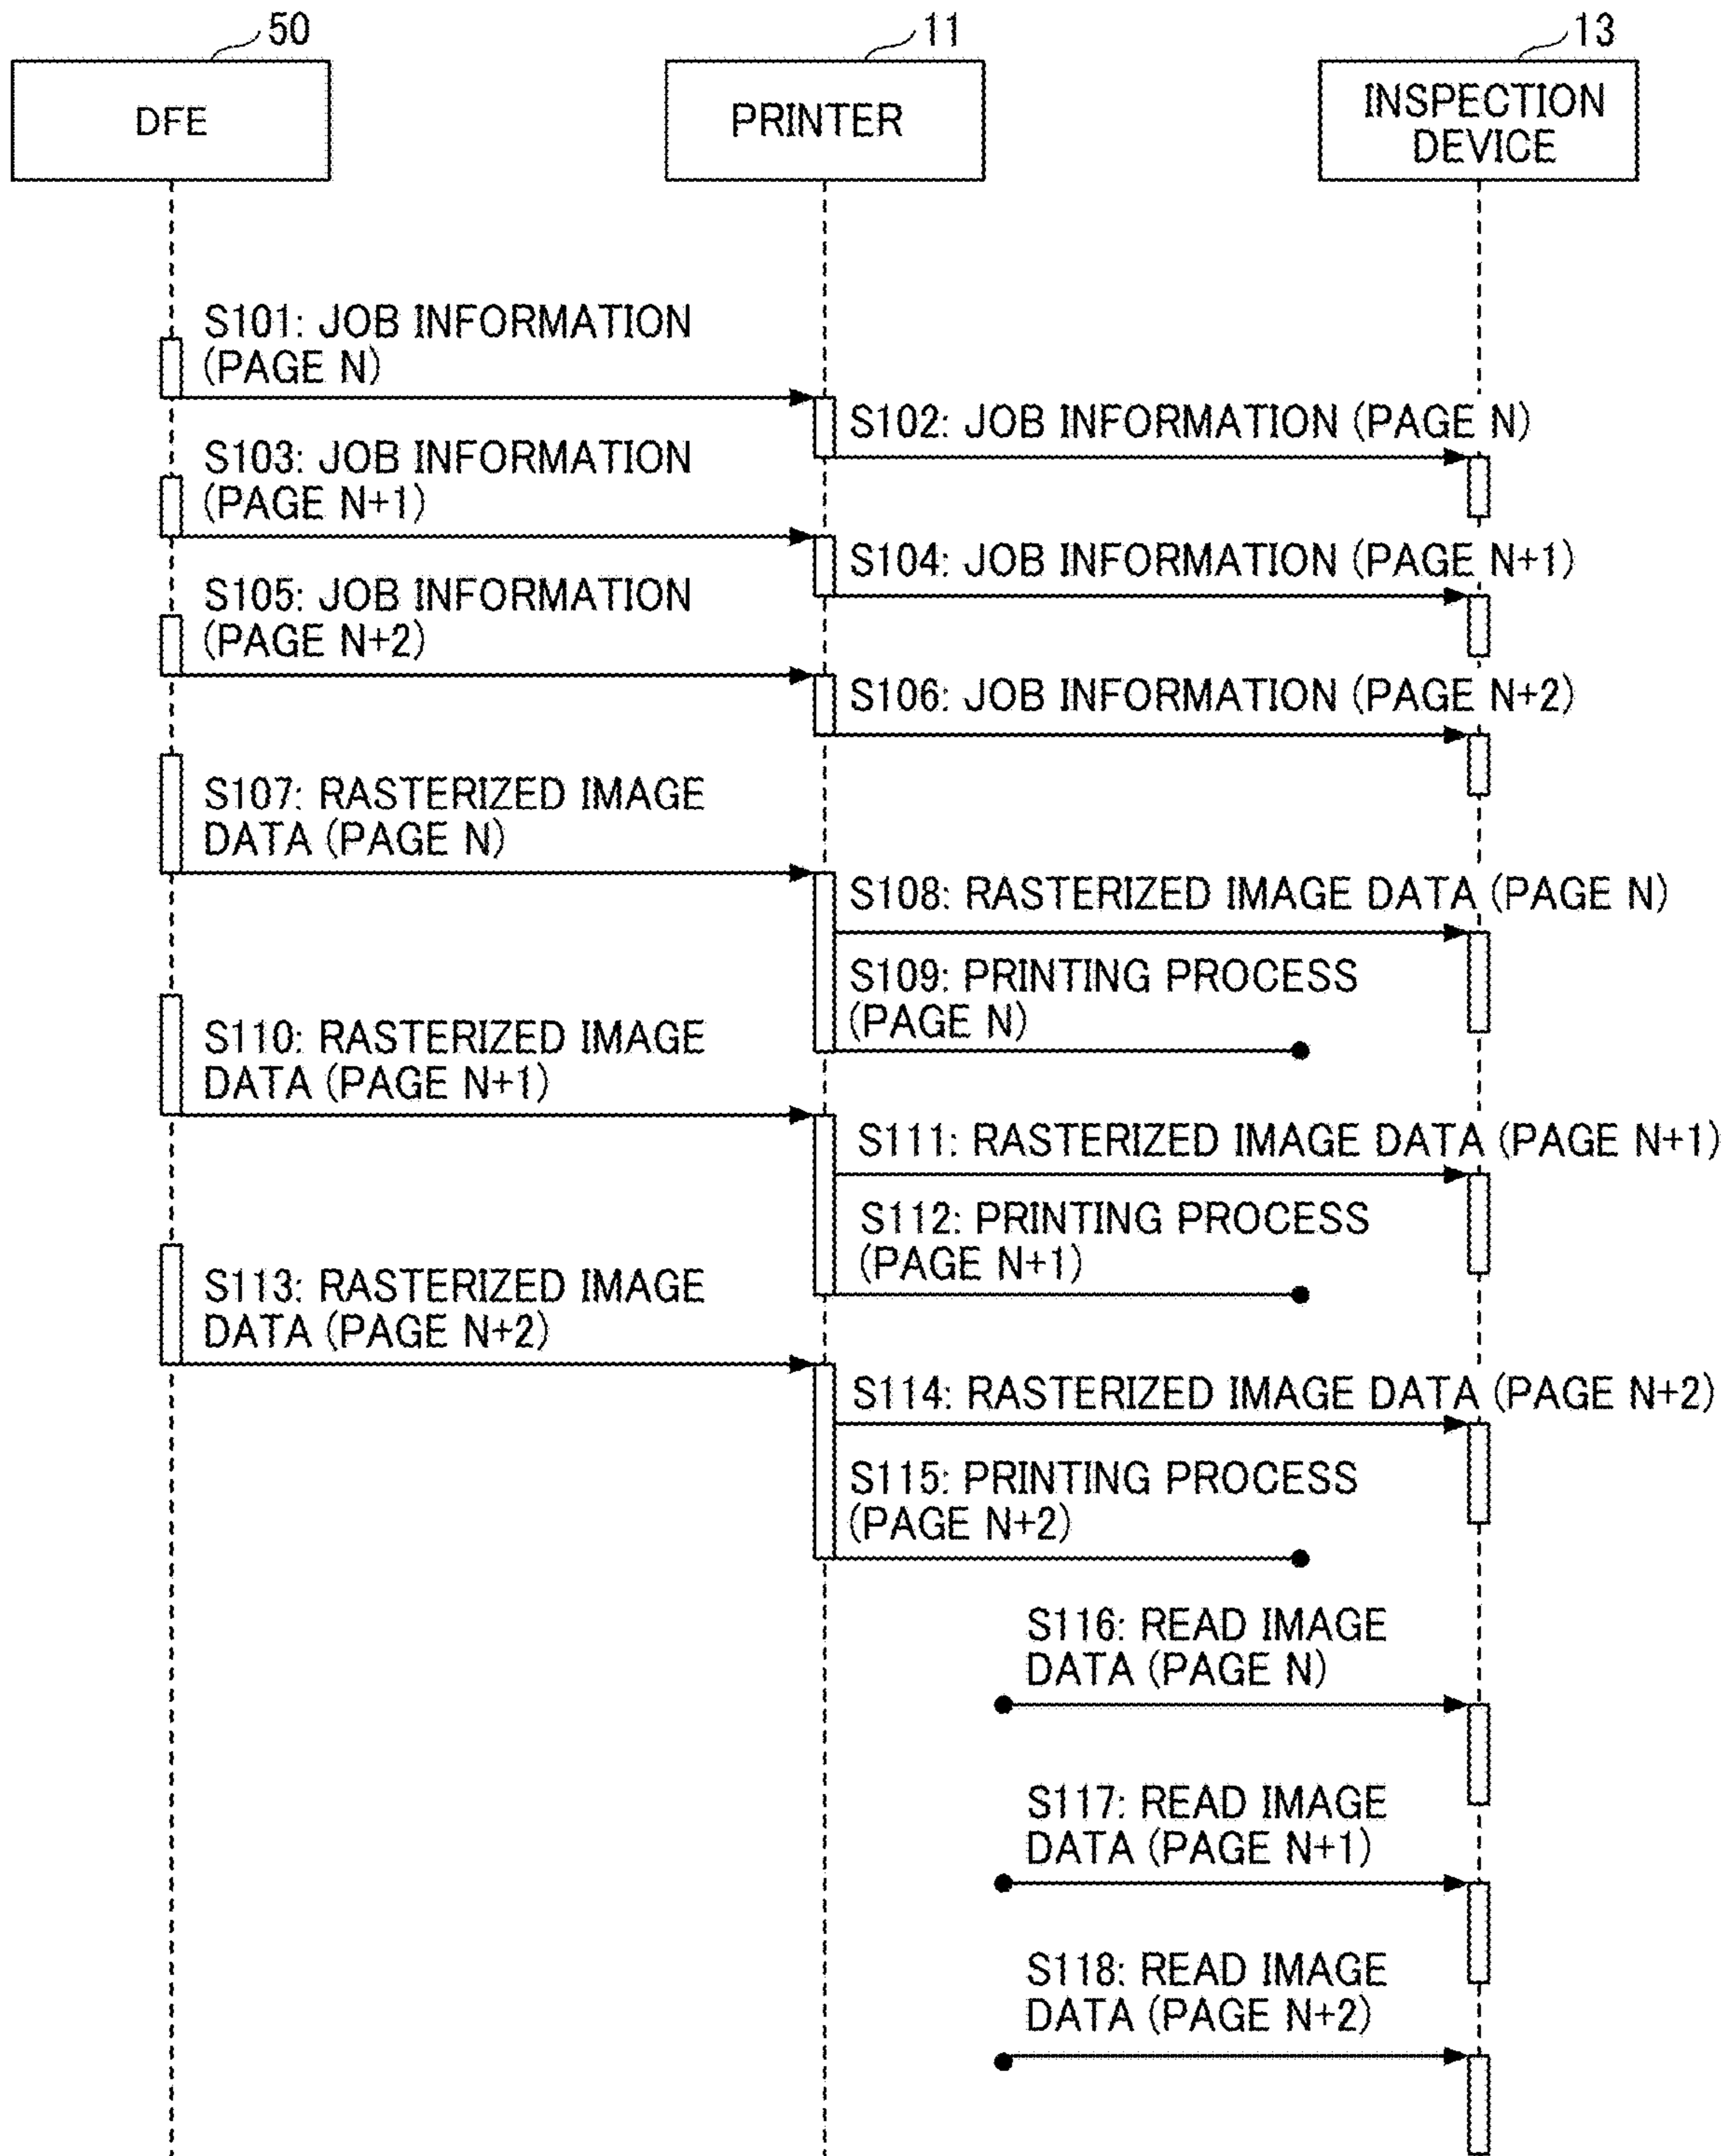 50
11
13
DFE
PRINTER
INSPECTION
DEVICE
S101: JOB INFORMATION
(PAGE N)
S102: JOB INFORMATION (PAGE N)
S103: JOB INFORMATION
(PAGE N+1)
S104: JOB INFORMATION (PAGE N+1)
S105: JOB INFORMATION
(PAGE N+2)
S106: JOB INFORMATION (PAGE N+2)
S107: RASTERIZED IMAGE
DATA (PAGE N)
S108: RASTERIZED IMAGE DATA (PAGE N)
S109: PRINTING PROCESS
(PAGE N)
S110: RASTERIZED IMAGE
DATA (PAGE N+1)
S111: RASTERIZED IMAGE DATA (PAGE N+1)
S112: PRINTING PROCESS
(PAGE N+1)
S113: RASTERIZED IMAGE
DATA (PAGE N+2)
S114: RASTERIZED IMAGE DATA (PAGE N+2)
S115: PRINTING PROCESS
(PAGE N+2)
S116: READ IMAGE
DATA (PAGE N)
S117: READ IMAGE
DATA (PAGE N+1)
S118: READ IMAGE
DATA (PAGE N+2)